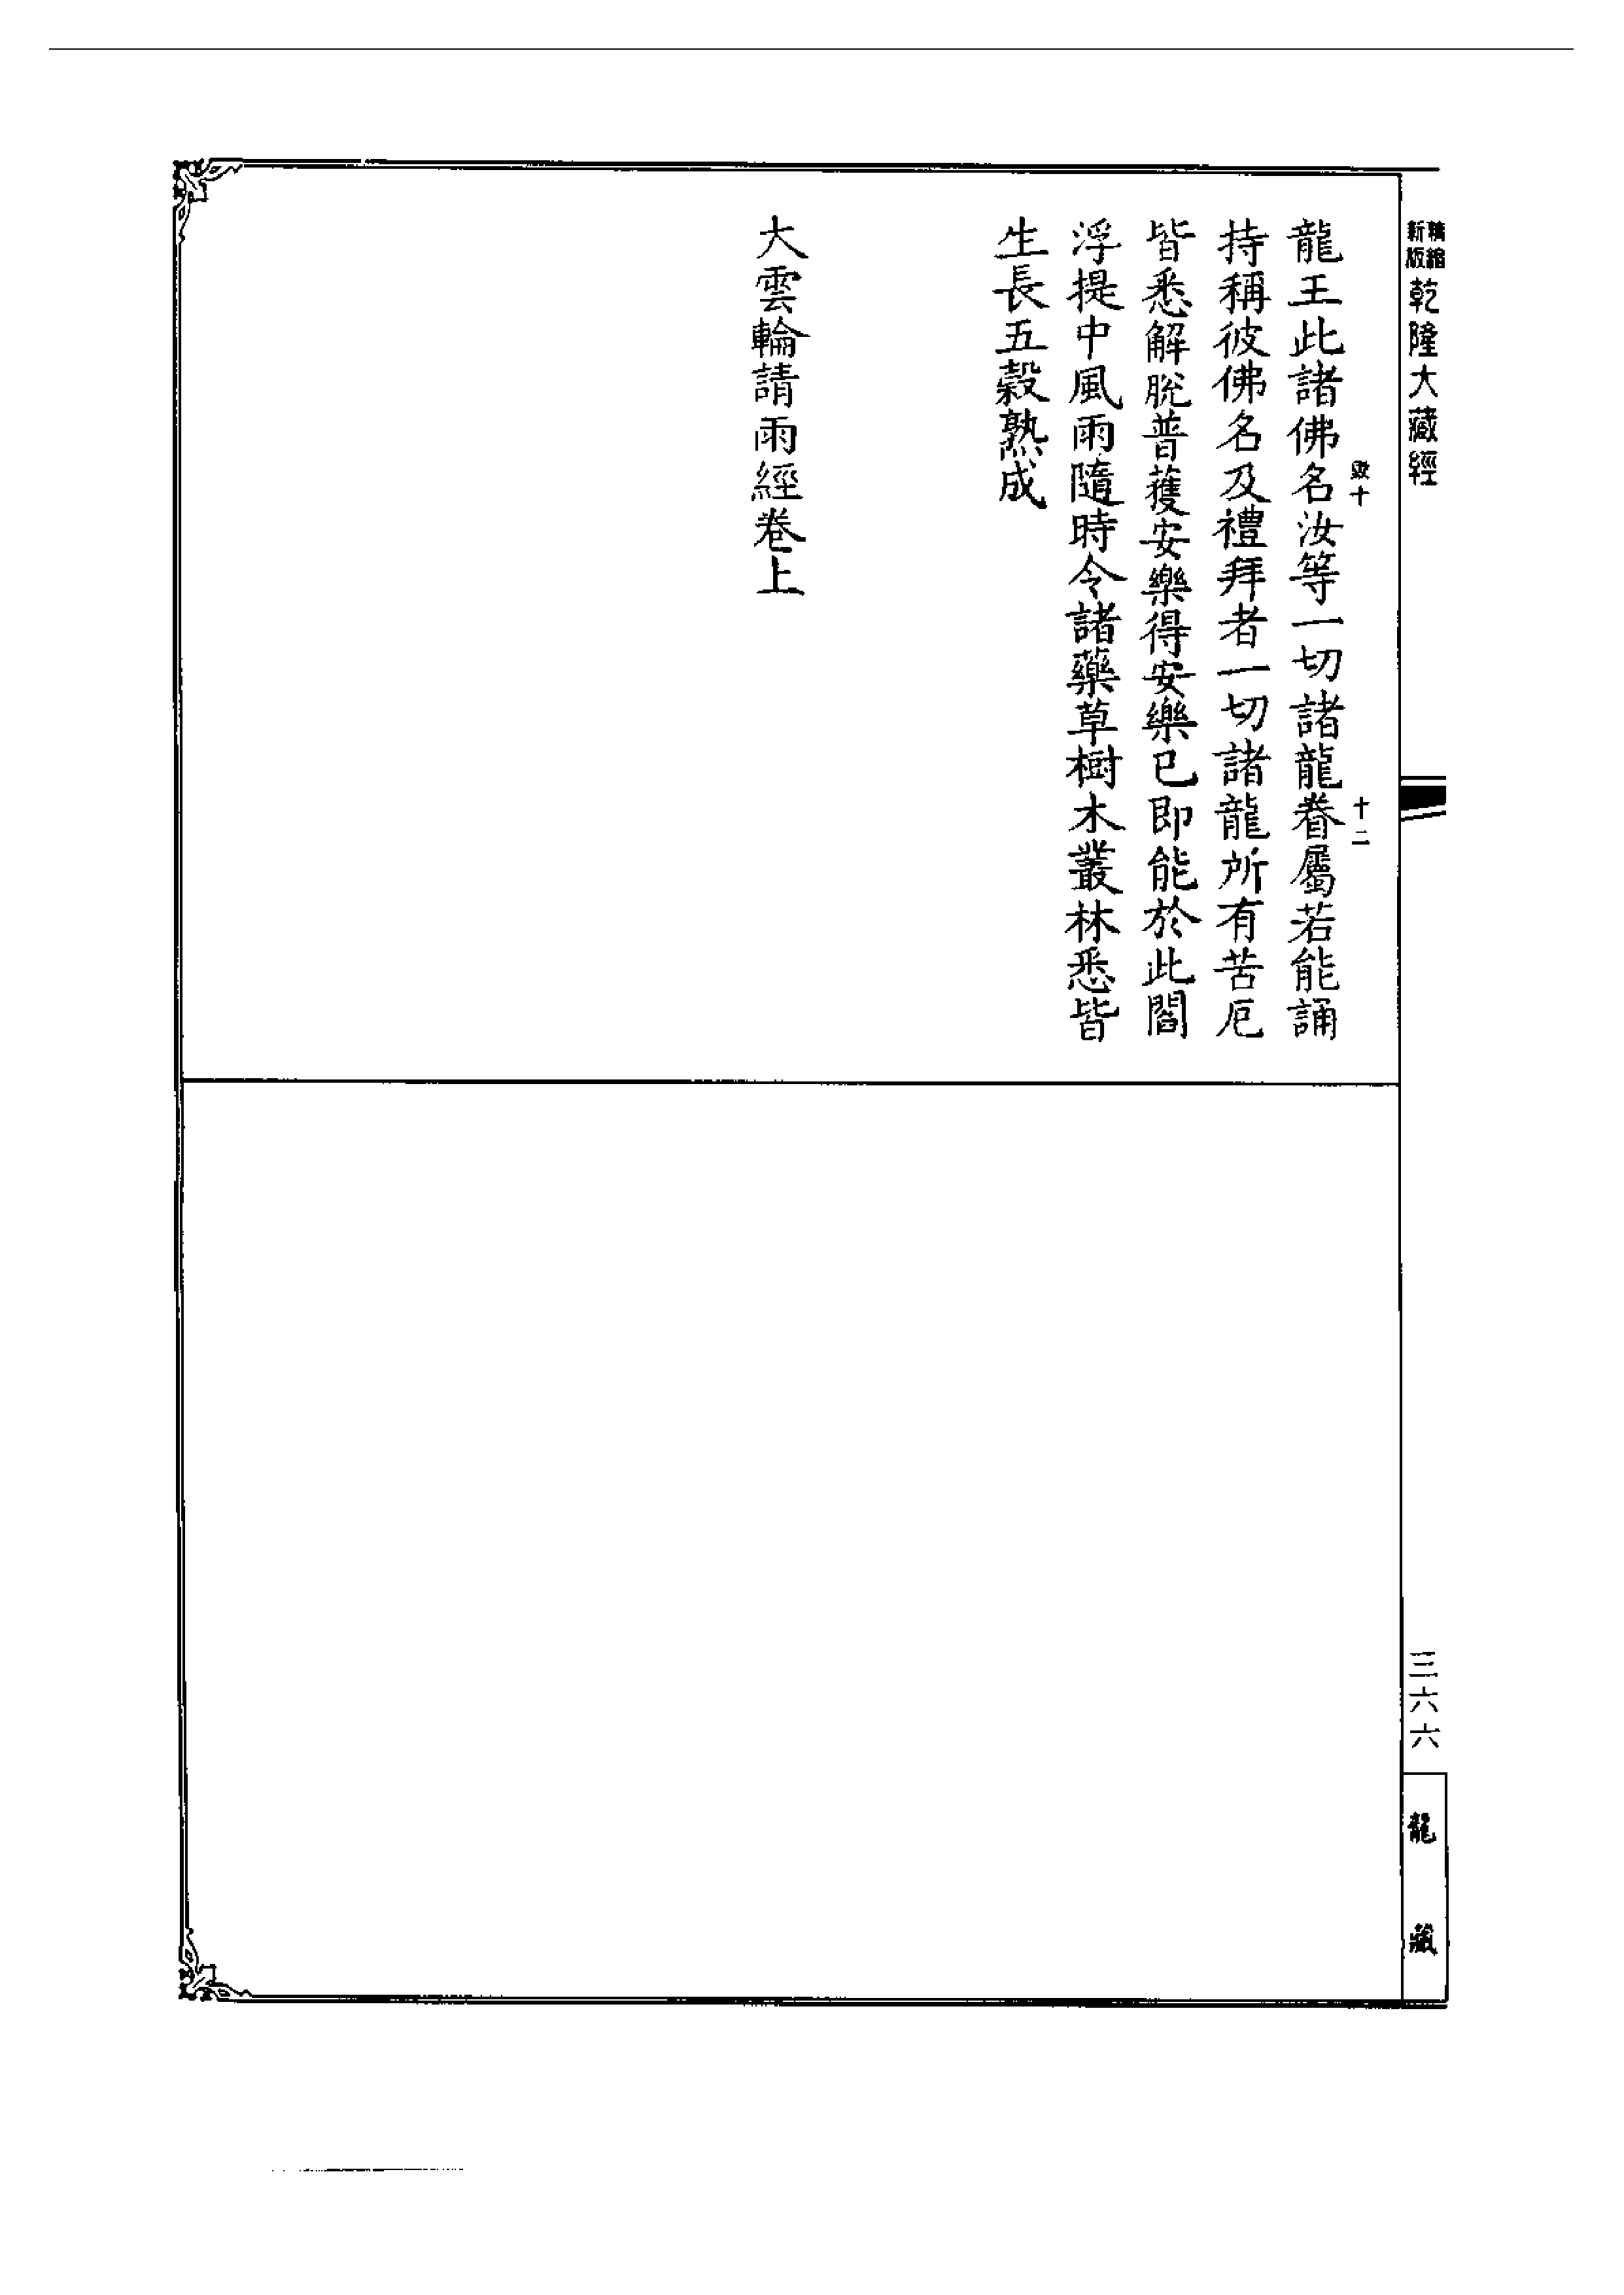 精縮新版乾隆大藏經
三六六
龍藏
毀十
十二
龍王此諸佛名汝等一切諸龍眷屬若能誦
持稱彼佛名及禮拜者一切諸龍所有苦厄
皆悉解脫普獲安樂得安樂已即能於此閻
浮提中風雨隨時令諸藥草樹木叢林悉皆
生長五穀熟成
大雲輪請雨經卷上